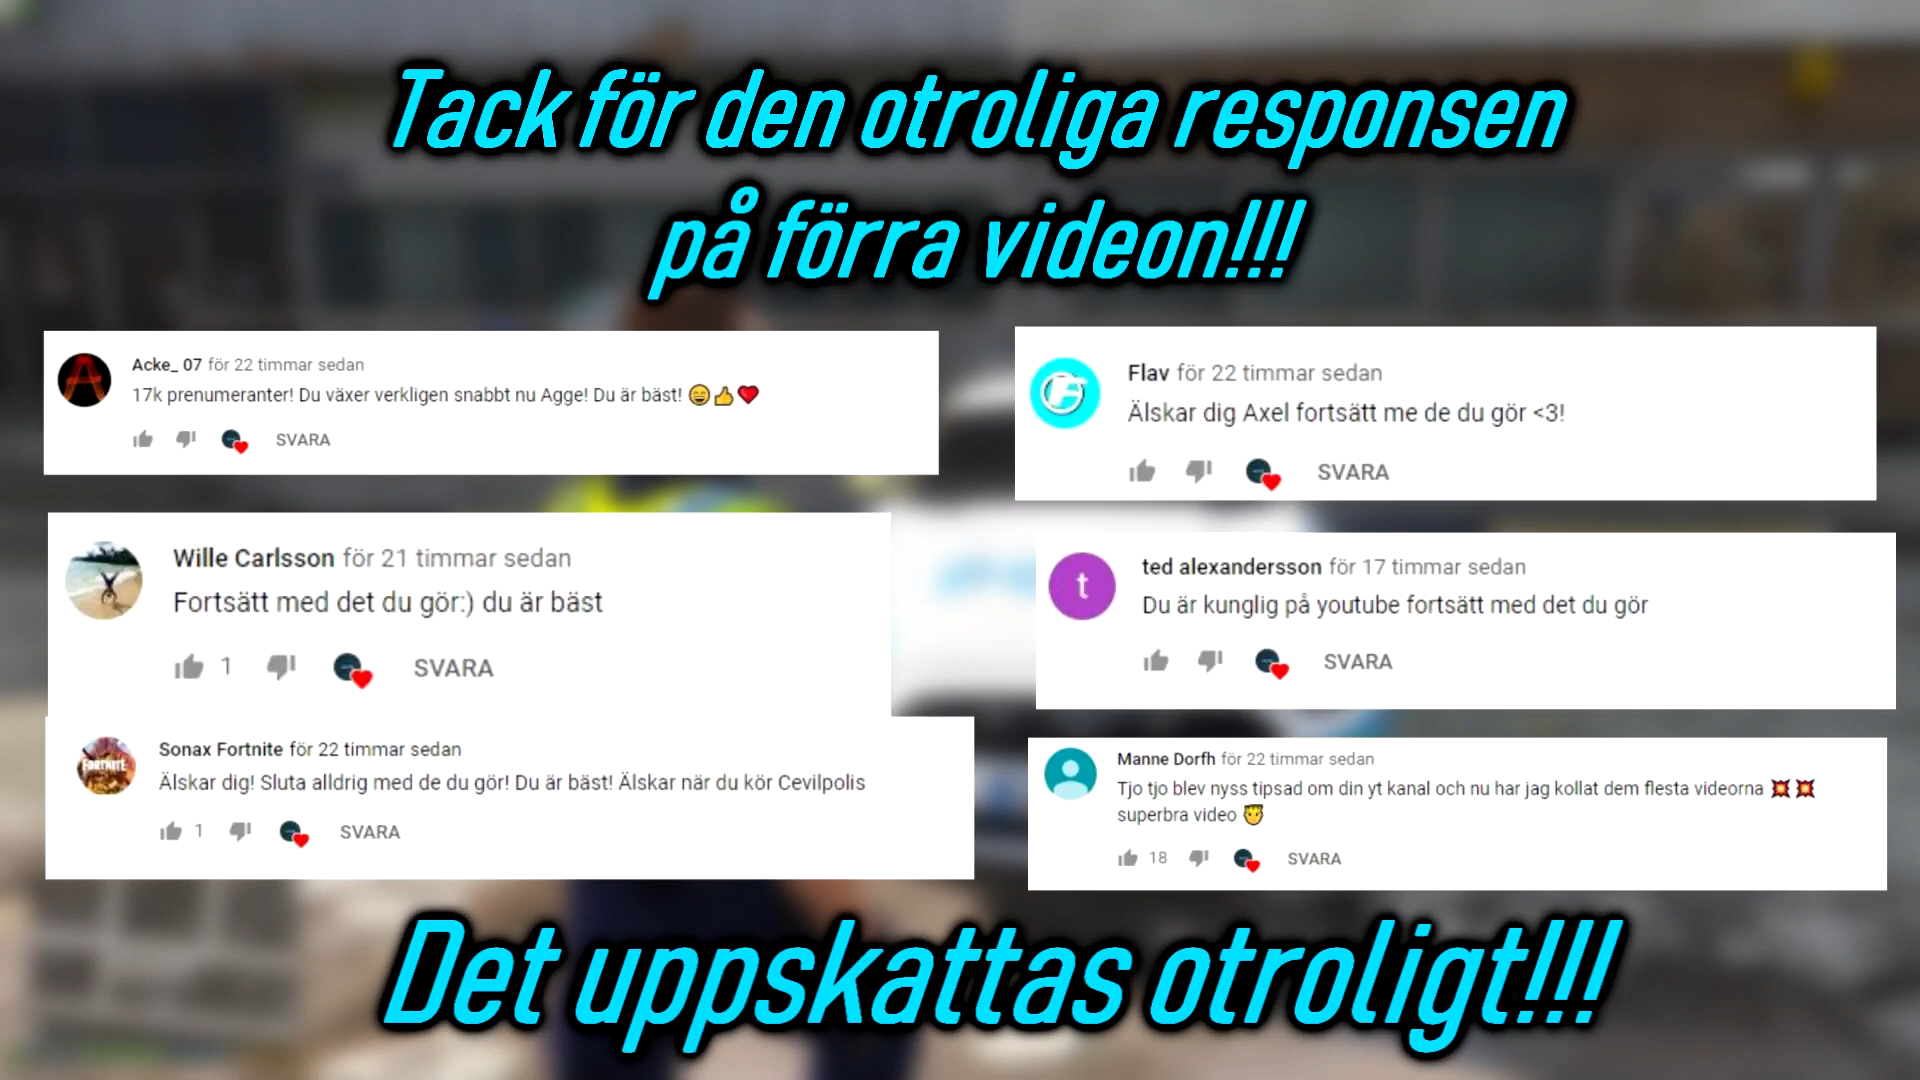 Tack för den otroliga responsen
på förra videon!!!
Acke_ 07 för 22 timmar sedan
17k prenumeranter! Du växer verkligen snabbt nu Agge! Du är bäst! 😄👍❤️
SVARA
Flav för 22 timmar sedan
Älskar dig Axel fortsätt me de du gör <3!
SVARA
Wille Carlsson för 21 timmar sedan
Fortsätt med det du gör:) du är bäst
1 SVARA
t
ted alexandersson för 17 timmar sedan
Du är kunglig på youtube fortsätt med det du gör
SVARA
FORTNITE
Sonax Fortnite för 22 timmar sedan
Älskar dig! Sluta alldrig med de du gör! Du är bäst! Älskar när du kör Cevilpolis
1 SVARA
Manne Dorfh för 22 timmar sedan
Tjo tjo blev nyss tipsad om din yt kanal och nu har jag kollat dem flesta videorna 💥💥
superbra video
18 SVARA
Det uppskattas otroligt!!!